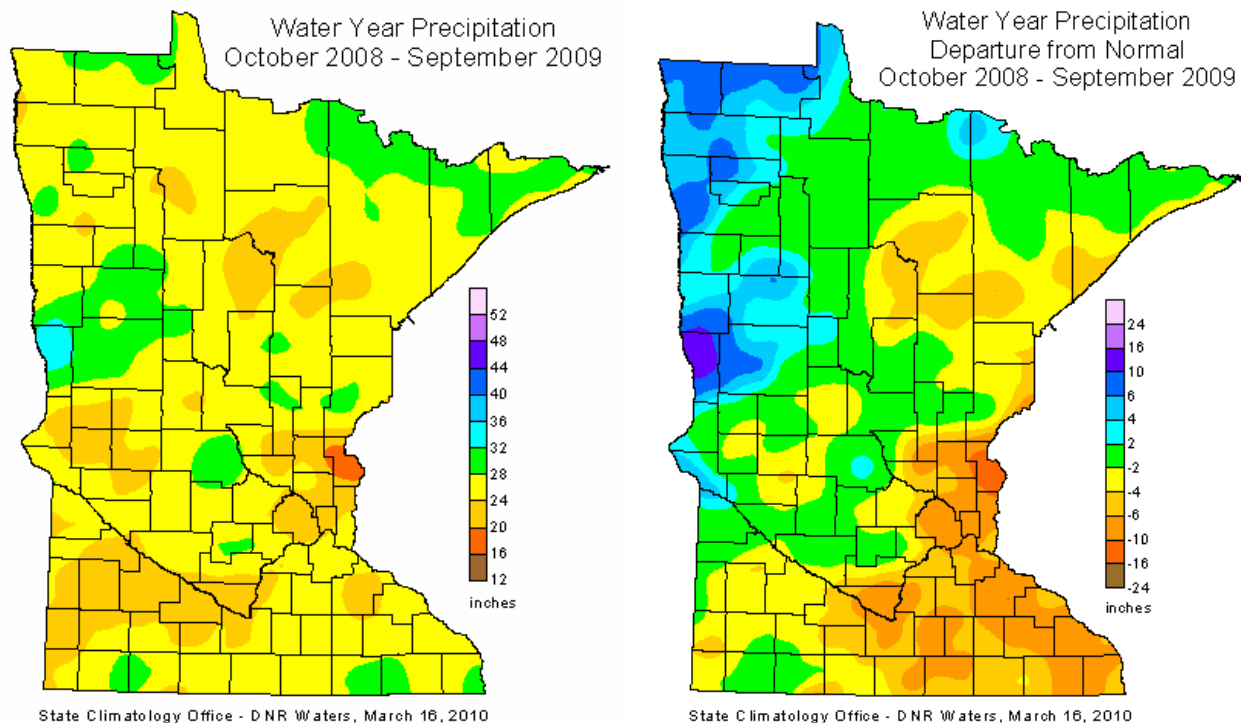 Water Year Precipitation
October 2008 - September 2009
52
48
44
40
36
32
28
24
20
16
12
inches
State Climatology Office - DNR Waters, March 16, 2010
Water Year Precipitation
Departure from Normal
October 2008 - September 2009
24
16
10
6
4
2
-2
-4
-6
-10
-16
-24
inches
State Climatology Office - DNR Waters, March 16, 2010